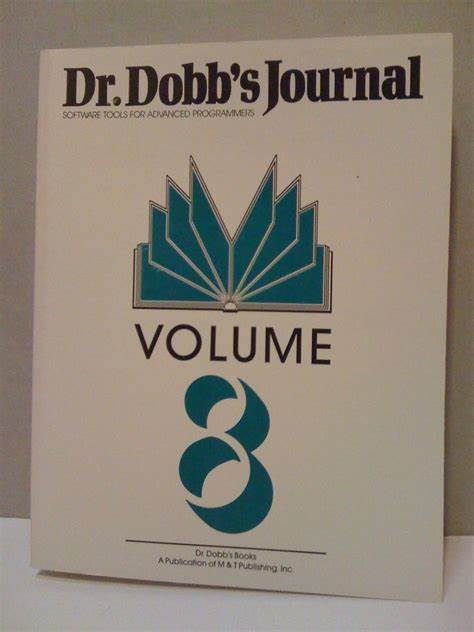 Dr. Dobb's Journal
SOFTWARE TOOLS FOR ADVANCED PROGRAMMERS
VOLUME
8
Dr. Dobb's Books
A Publication of M & T Publishing, Inc.